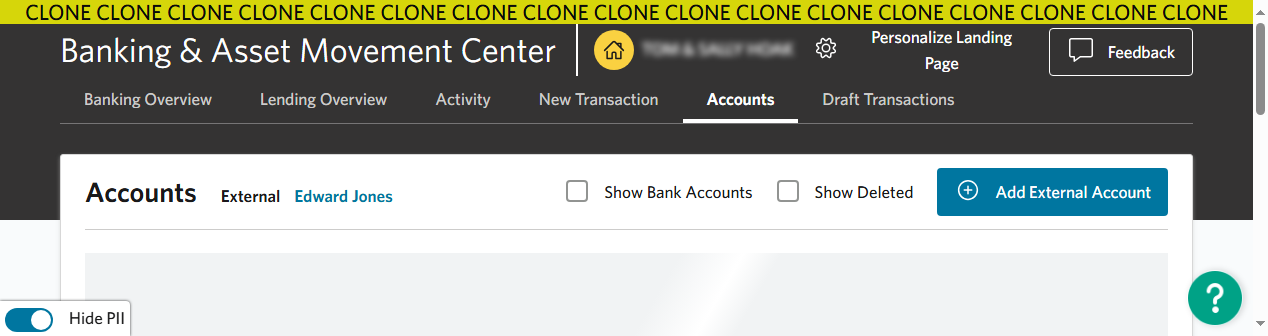 CLONE CLONE CLONE CLONE CLONE CLONE CLONE CLONE CLONE CLONE CLONE CLONE CLONE CLONE CLONE CLONE CLONE
Banking & Asset Movement Center
Personalize Landing
Page
Feedback
Banking Overview Lending Overview Activity New Transaction Accounts Draft Transactions
Accounts External Edward Jones Show Bank Accounts Show Deleted Add External Account
?
Hide PII